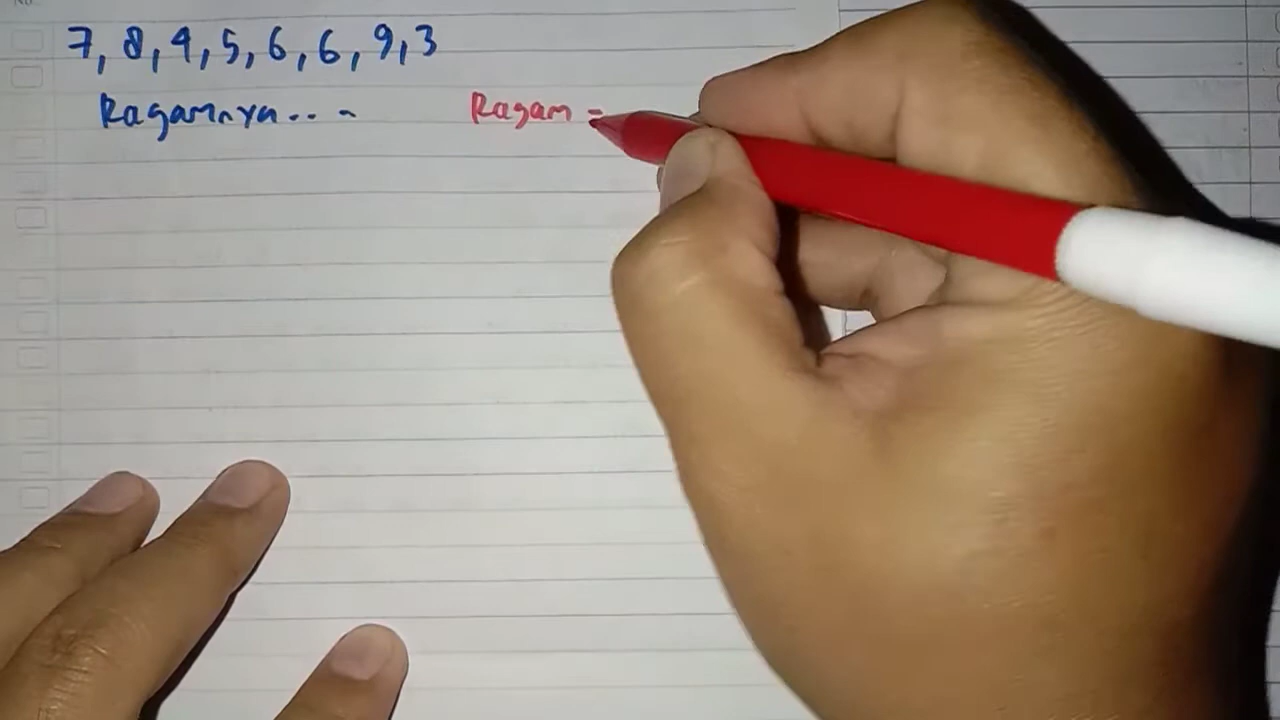 7, 8, 4, 5, 6, 6, 9, 3
Ragamnya... Ragam =